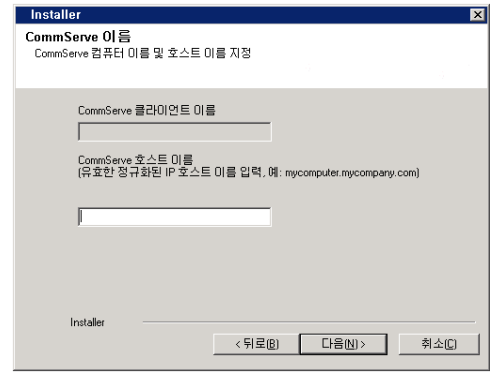 Installer
CommServe 이름
CommServe 컴퓨터 이름 및 호스트 이름 지정
CommServe 클라이언트 이름
CommServe 호스트 이름
(유효한 정규화된 IP 호스트 이름 입력, 예: mycomputer.mycompany.com)
Installer
< 뒤로(B) 다음(N) > 취소(C)